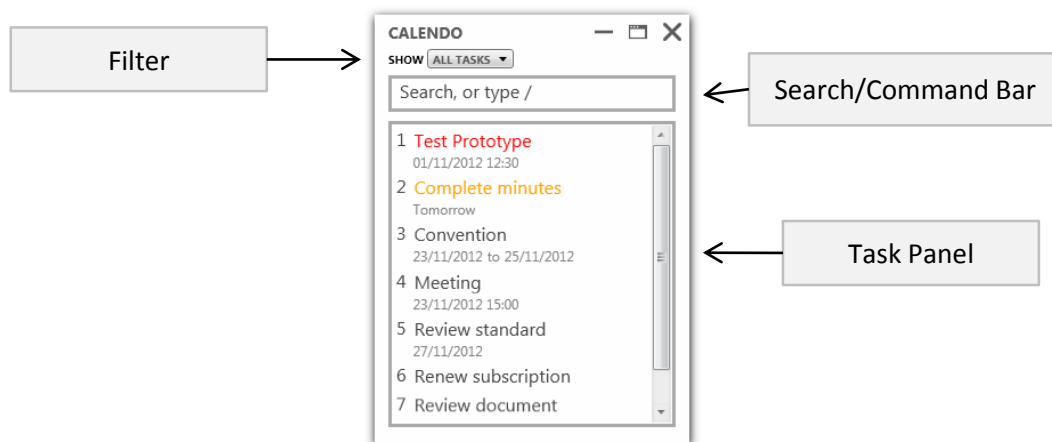 CALENDO
Filter
SHOW ALL TASKS
Search, or type /
Search/Command Bar
1 Test Prototype
01/11/2012 12:30
2 Complete minutes
Tomorrow
3 Convention
23/11/2012 to 25/11/2012
Task Panel
4 Meeting
23/11/2012 15:00
5 Review standard
27/11/2012
6 Renew subscription
7 Review document